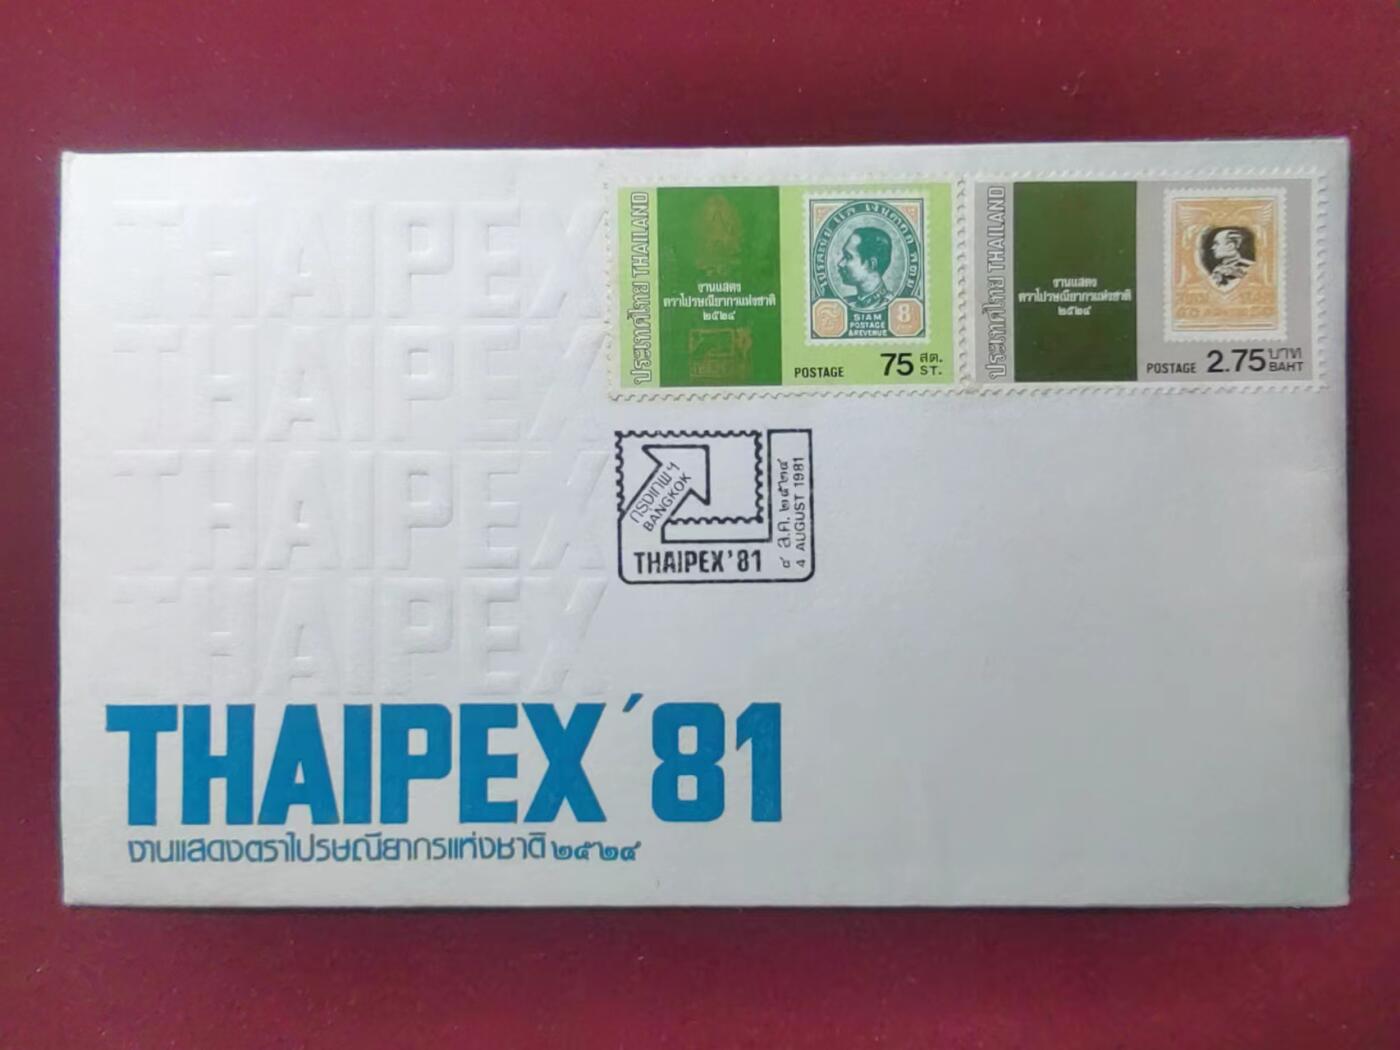 THAIPEX
THAIPEX
THAIPEX
THAIPEX
THAIPEX '81
งานแสดงตราไปรษณียากรแห่งชาติ ๒๕๒๔
ประเทศไทย THAILAND
งานแสดง
ตราไปรษณียากรแห่งชาติ
๒๕๒๔
SIAM
POSTAGE
& REVENUE
8
POSTAGE 75 สต.
ST.
ประเทศไทย THAILAND
งานแสดง
ตราไปรษณียากรแห่งชาติ
๒๕๒๔
POSTAGE 2.75 บาท
BAHT
กรุงเทพฯ
BANGKOK
THAIPEX '81
๔ ส.ค. ๒๕๒๔
4 AUGUST 1981